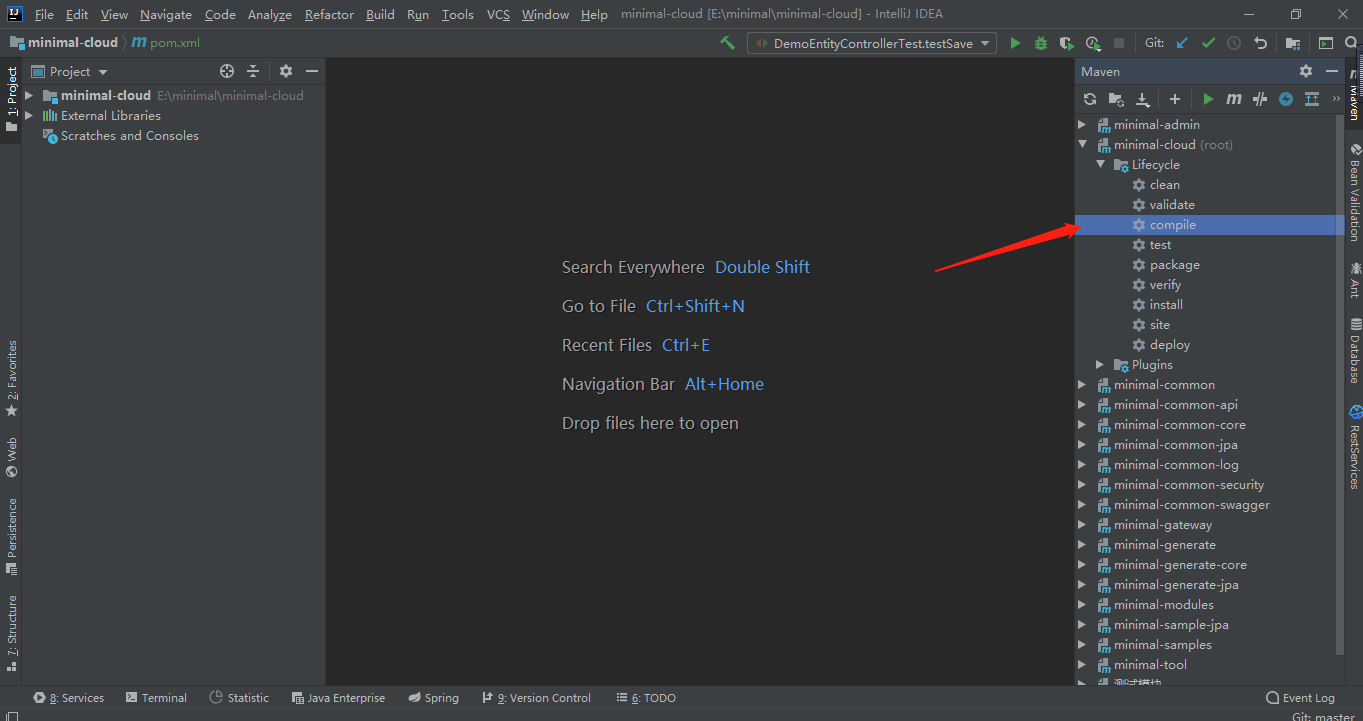 File Edit View Navigate Code Analyze Refactor Build Run Tools VCS Window Help minimal-cloud [E:\minimal\minimal-cloud] - IntelliJ IDEA
minimal-cloud pom.xml DemoEntityControllerTest.testSave Git:
Project
minimal-cloud E:\minimal\minimal-cloud
External Libraries
Scratches and Consoles
1: Project
2: Favorites
Web
Persistence
7: Structure
Search Everywhere Double Shift
Go to File Ctrl+Shift+N
Recent Files Ctrl+E
Navigation Bar Alt+Home
Drop files here to open
Maven
minimal-admin
minimal-cloud (root)
Lifecycle
clean
validate
compile
test
package
verify
install
site
deploy
Plugins
minimal-common
minimal-common-api
minimal-common-core
minimal-common-jpa
minimal-common-log
minimal-common-security
minimal-common-swagger
minimal-gateway
minimal-generate
minimal-generate-core
minimal-generate-jpa
minimal-modules
minimal-sample-jpa
minimal-samples
minimal-tool
测试模块
Maven
Bean Validation
Ant
Database
RestServices
8: Services Terminal Statistic Java Enterprise Spring 9: Version Control 6: TODO Event Log
Git: master